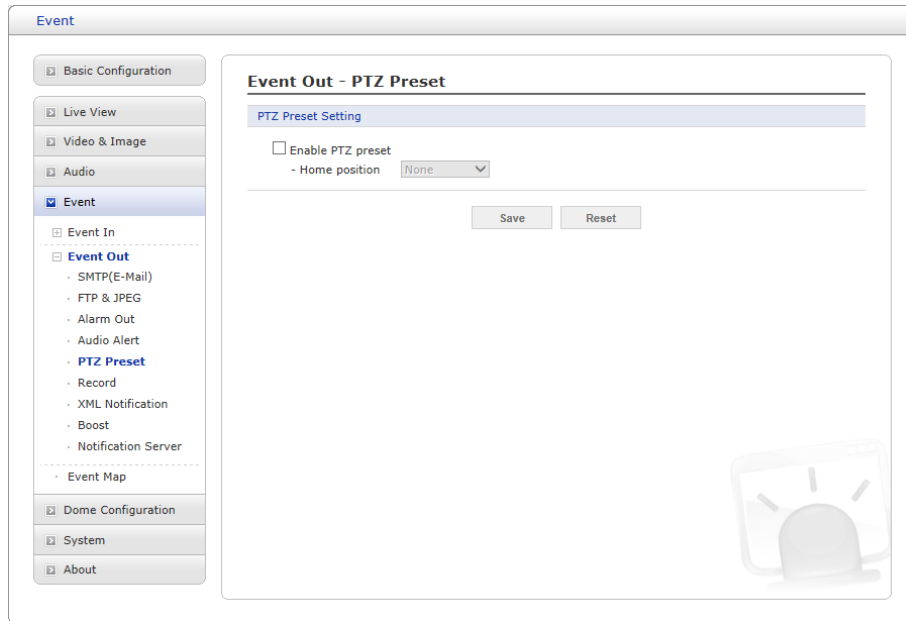 Event
Basic Configuration
Live View
Video & Image
Audio
Event
Event In
Event Out
· SMTP(E-Mail)
· FTP & JPEG
· Alarm Out
· Audio Alert
· PTZ Preset
· Record
· XML Notification
· Boost
· Notification Server
· Event Map
Dome Configuration
System
About
Event Out - PTZ Preset
PTZ Preset Setting
Enable PTZ preset
- Home position None
Save Reset